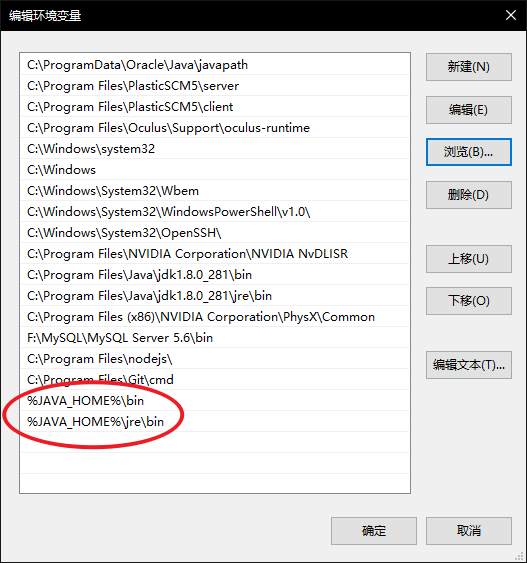 编辑环境变量
C:\ProgramData\Oracle\Java\javapath
C:\Program Files\PlasticSCM5\server
C:\Program Files\PlasticSCM5\client
C:\Program Files\Oculus\Support\oculus-runtime
C:\Windows\system32
C:\Windows
C:\Windows\System32\Wbem
C:\Windows\System32\WindowsPowerShell\v1.0\
C:\Windows\System32\OpenSSH\
C:\Program Files\NVIDIA Corporation\NVIDIA NvDLISR
C:\Program Files\Java\jdk1.8.0_281\bin
C:\Program Files\Java\jdk1.8.0_281\jre\bin
C:\Program Files (x86)\NVIDIA Corporation\PhysX\Common
F:\MySQL\MySQL Server 5.6\bin
C:\Program Files\nodejs\
C:\Program Files\Git\cmd
%JAVA_HOME%\bin
%JAVA_HOME%\jre\bin
新建(N)
编辑(E)
浏览(B)...
删除(D)
上移(U)
下移(O)
编辑文本(T)...
确定
取消